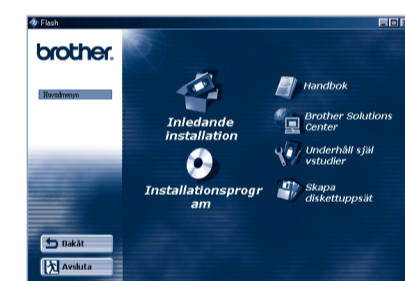 Flash
brother.
Huvudmenyn
Inledande
installation
Installationsprogr
am
Handbok
Brother Solutions
Center
Underhåll själ
vstudier
Skapa
diskettuppsät
Bakåt
Avsluta